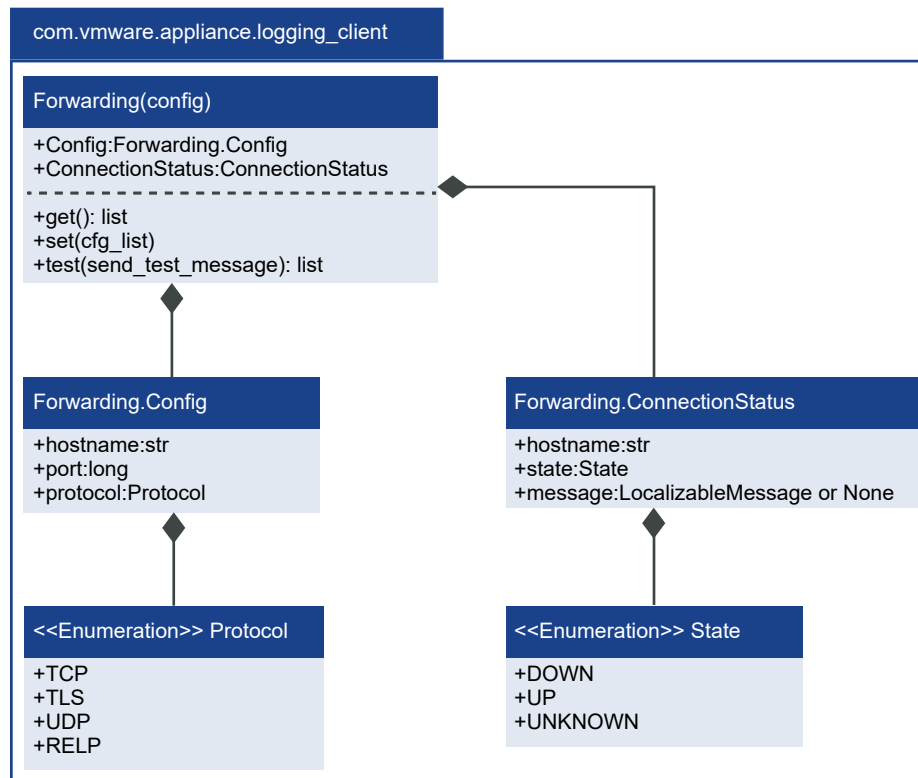 com.vmware.appliance.logging_client
Forwarding(config)
+Config:Forwarding.Config
+ConnectionStatus:ConnectionStatus
+get(): list
+set(cfg_list)
+test(send_test_message): list
Forwarding.Config
+hostname:str
+port:long
+protocol:Protocol
Forwarding.ConnectionStatus
+hostname:str
+state:State
+message:LocalizableMessage or None
<<Enumeration>> Protocol
+TCP
+TLS
+UDP
+RELP
<<Enumeration>> State
+DOWN
+UP
+UNKNOWN